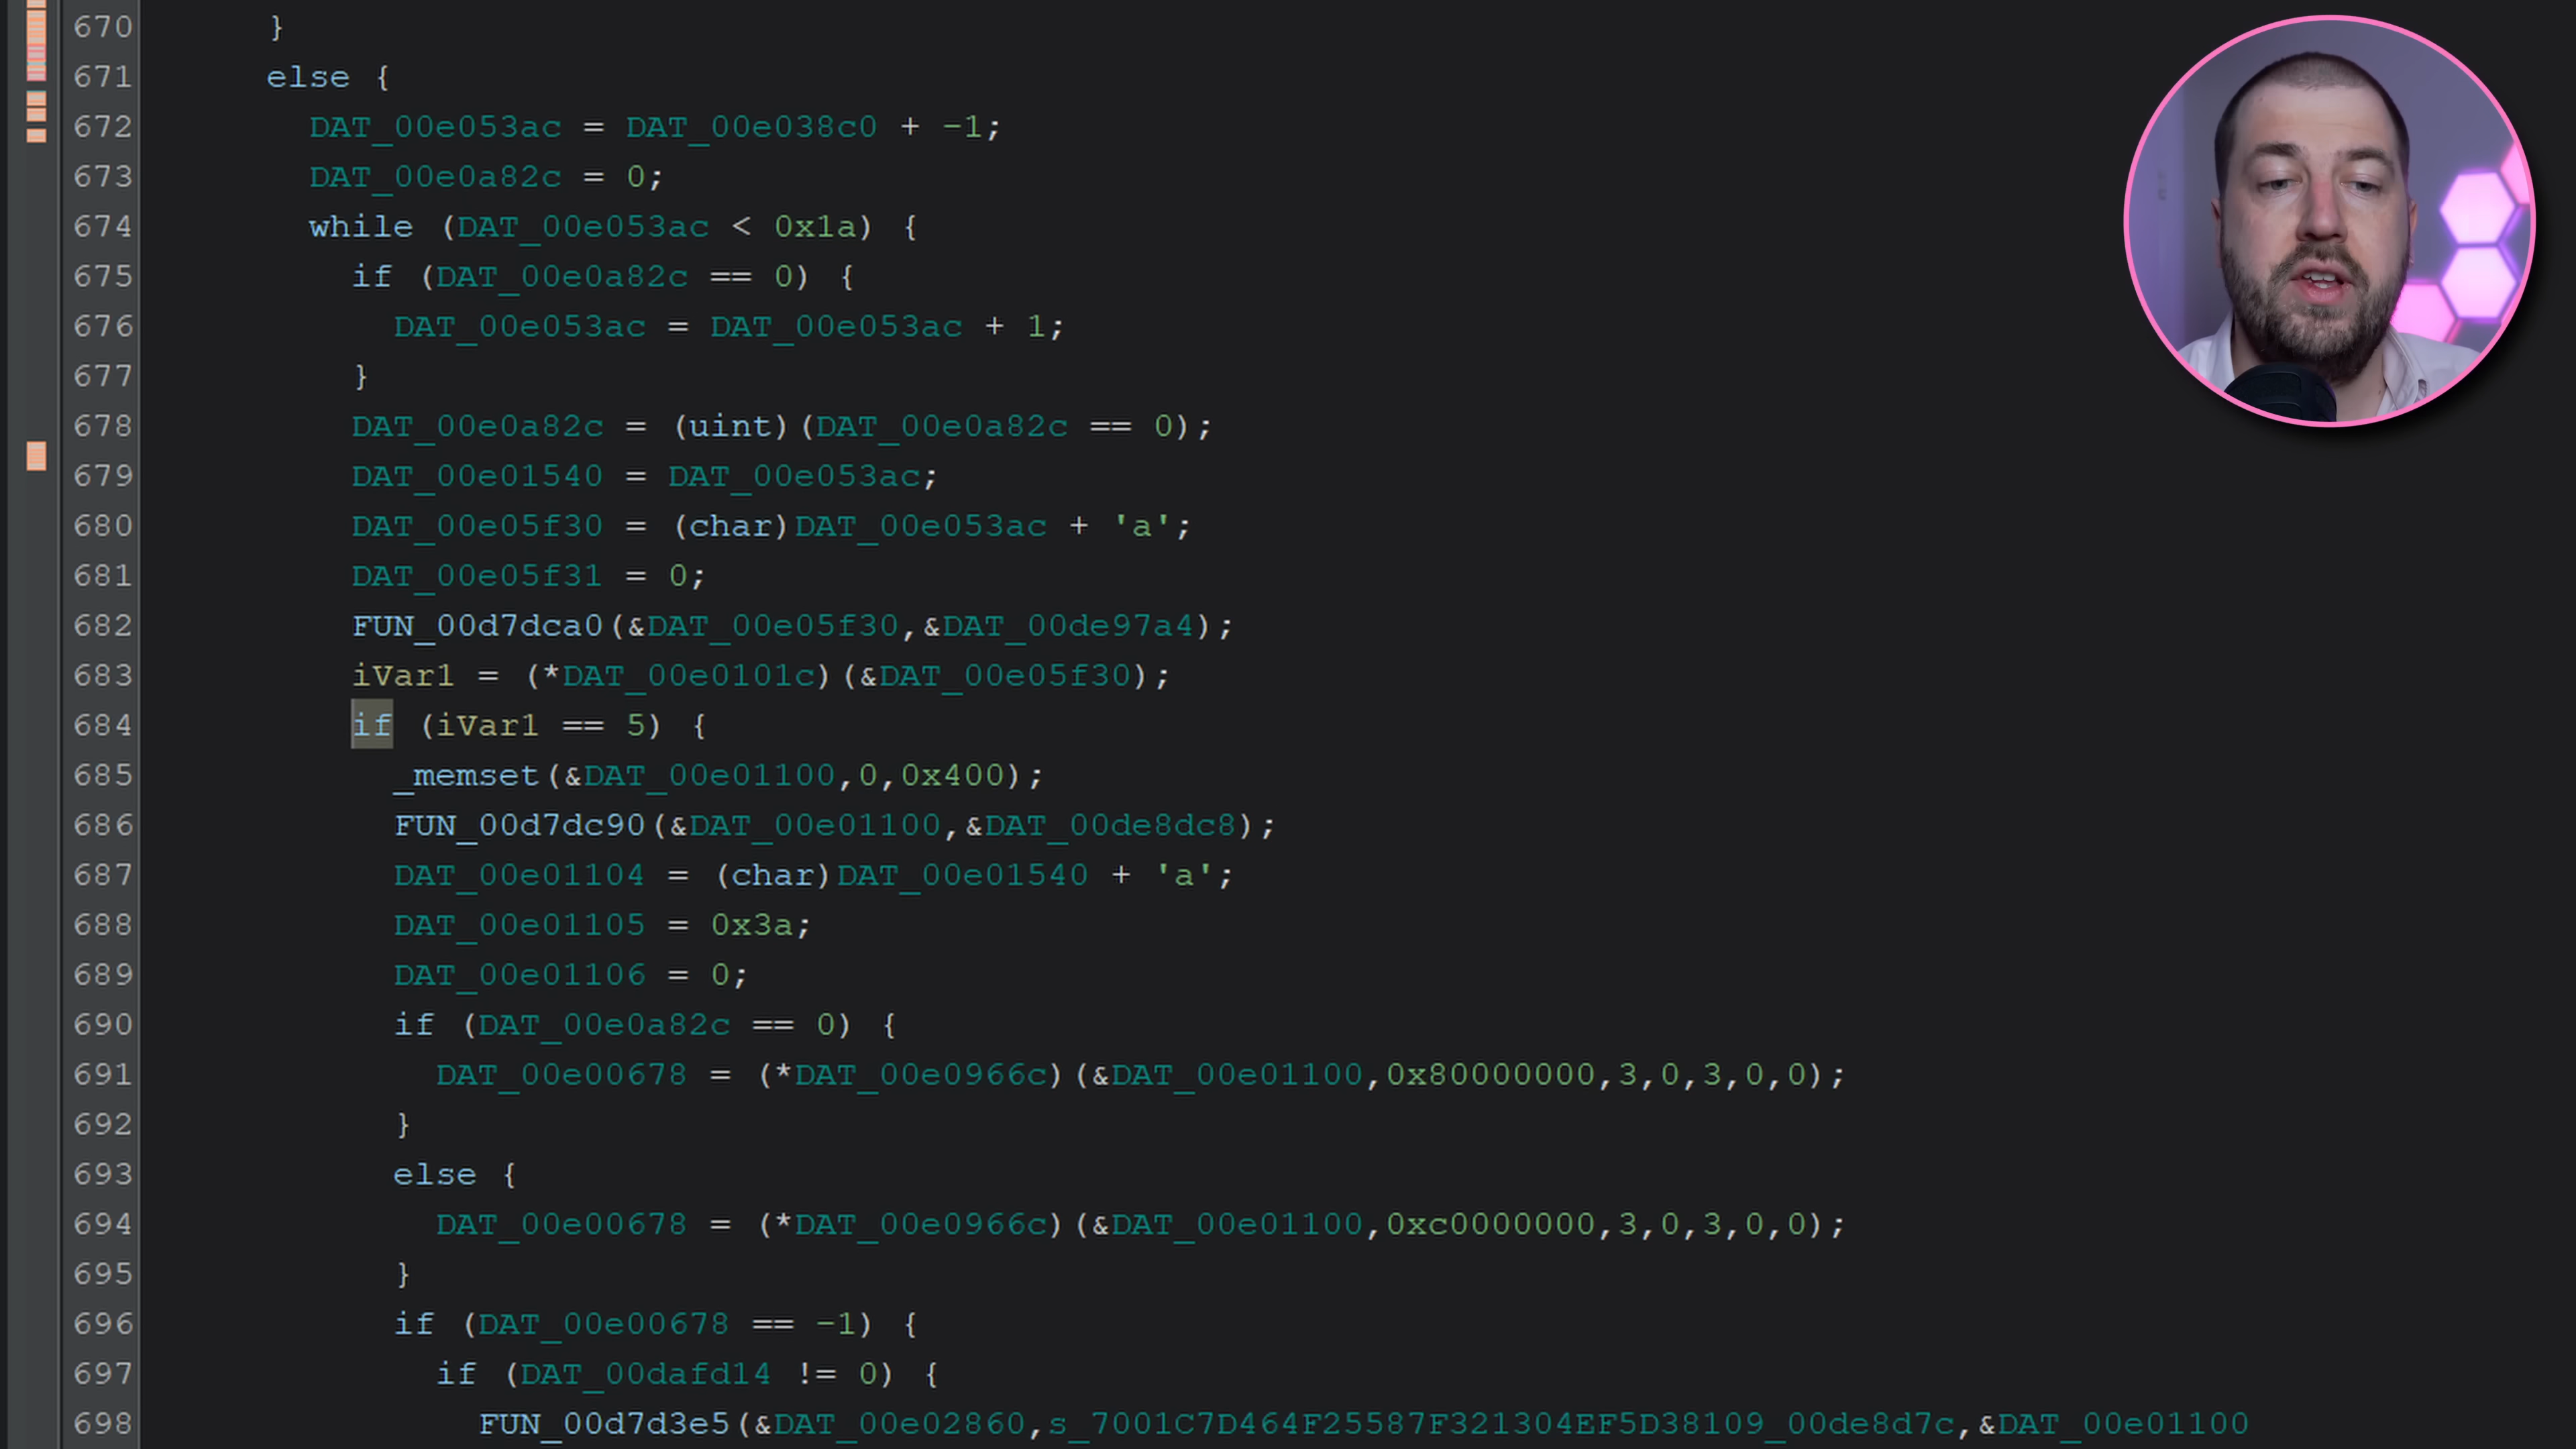 670 }
671 else {
672 DAT_00e053ac = DAT_00e038c0 + -1;
673 DAT_00e0a82c = 0;
674 while (DAT_00e053ac < 0x1a) {
675 if (DAT_00e0a82c == 0) {
676 DAT_00e053ac = DAT_00e053ac + 1;
677 }
678 DAT_00e0a82c = (uint)(DAT_00e0a82c == 0);
679 DAT_00e01540 = DAT_00e053ac;
680 DAT_00e05f30 = (char)DAT_00e053ac + 'a';
681 DAT_00e05f31 = 0;
682 FUN_00d7dca0(&DAT_00e05f30,&DAT_00de97a4);
683 iVar1 = (*DAT_00e0101c)(&DAT_00e05f30);
684 if (iVar1 == 5) {
685 _memset(&DAT_00e01100,0,0x400);
686 FUN_00d7dc90(&DAT_00e01100,&DAT_00de8dc8);
687 DAT_00e01104 = (char)DAT_00e01540 + 'a';
688 DAT_00e01105 = 0x3a;
689 DAT_00e01106 = 0;
690 if (DAT_00e0a82c == 0) {
691 DAT_00e00678 = (*DAT_00e0966c)(&DAT_00e01100,0x80000000,3,0,3,0,0);
692 }
693 else {
694 DAT_00e00678 = (*DAT_00e0966c)(&DAT_00e01100,0xc0000000,3,0,3,0,0);
695 }
696 if (DAT_00e00678 == -1) {
697 if (DAT_00dafd14 != 0) {
698 FUN_00d7d3e5(&DAT_00e02860,s_7001C7D464F25587F321304EF5D38109_00de8d7c,&DAT_00e01100